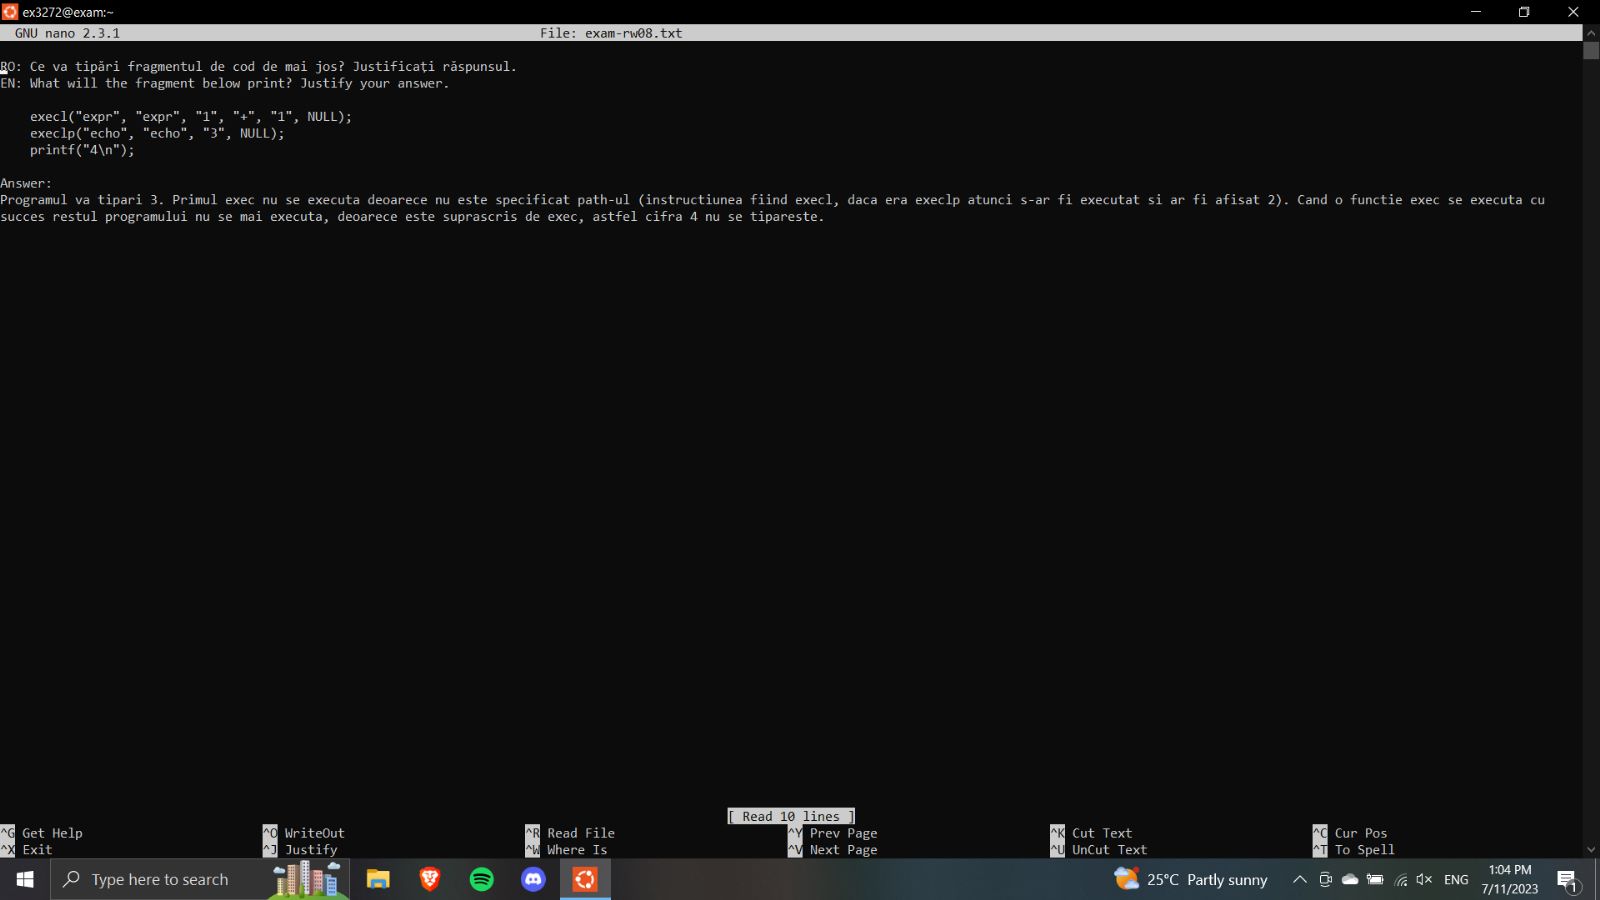 ex3272@exam:~
GNU nano 2.3.1 File: exam-rw08.txt
RO: Ce va tipări fragmentul de cod de mai jos? Justificați răspunsul.
EN: What will the fragment below print? Justify your answer.
execl("expr", "expr", "1", "+", "1", NULL);
execlp("echo", "echo", "3", NULL);
printf("4\n");
Answer:
Programul va tipari 3. Primul exec nu se executa deoarece nu este specificat path-ul (instructiunea fiind execl, daca era execlp atunci s-ar fi executat si ar fi afisat 2). Cand o functie exec se executa cu
succes restul programului nu se mai executa, deoarece este suprascris de exec, astfel cifra 4 nu se tipareste.
[ Read 10 lines ]
^G Get Help ^O WriteOut ^R Read File ^Y Prev Page ^K Cut Text ^C Cur Pos
^X Exit ^J Justify ^W Where Is ^V Next Page ^U UnCut Text ^T To Spell
Type here to search 25°C Partly sunny ENG 1:04 PM
7/11/2023 1